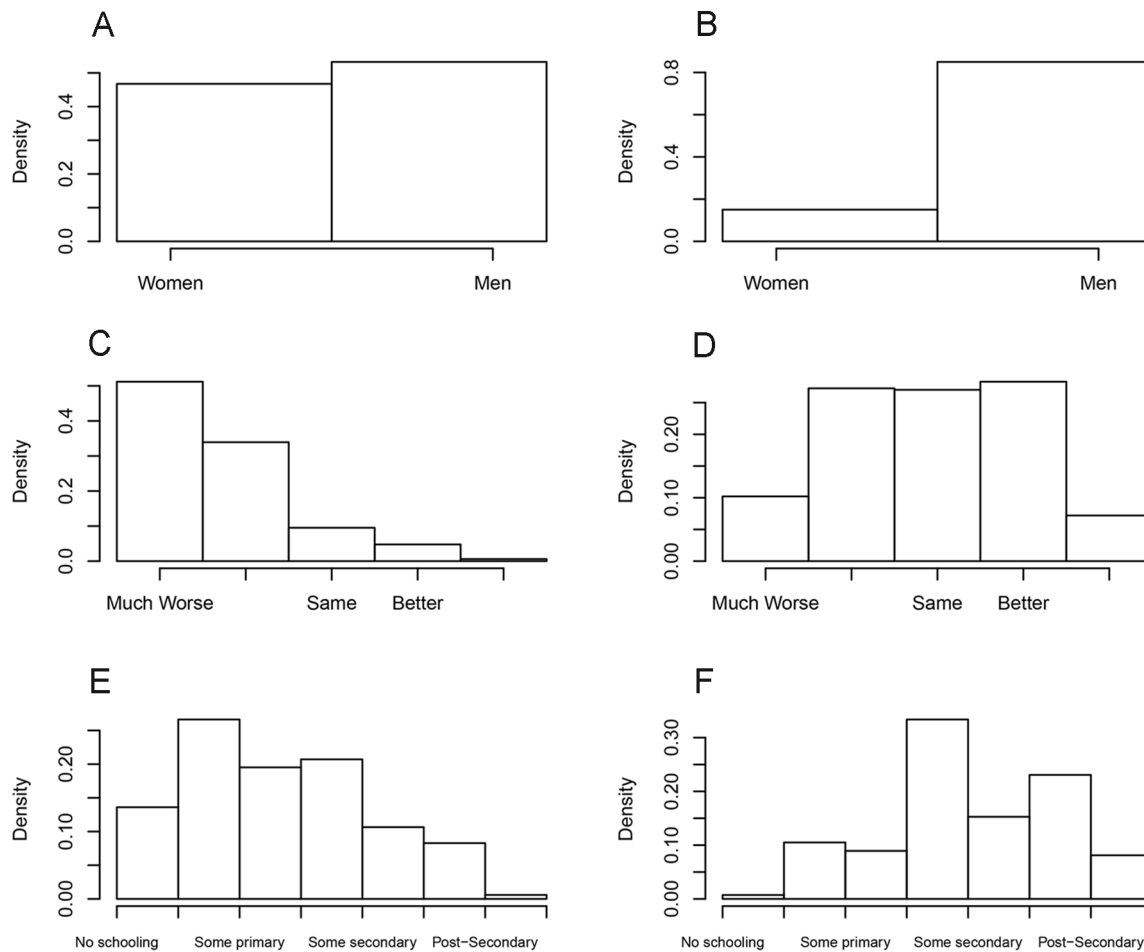 A
Density
0.0 0.2 0.4
Women Men
B
Density
0.0 0.4 0.8
Women Men
C
Density
0.0 0.2 0.4
Much Worse Same Better
D
Density
0.00 0.10 0.20
Much Worse Same Better
E
Density
0.00 0.10 0.20
No schooling Some primary Some secondary Post-Secondary
F
Density
0.00 0.10 0.20 0.30
No schooling Some primary Some secondary Post-Secondary